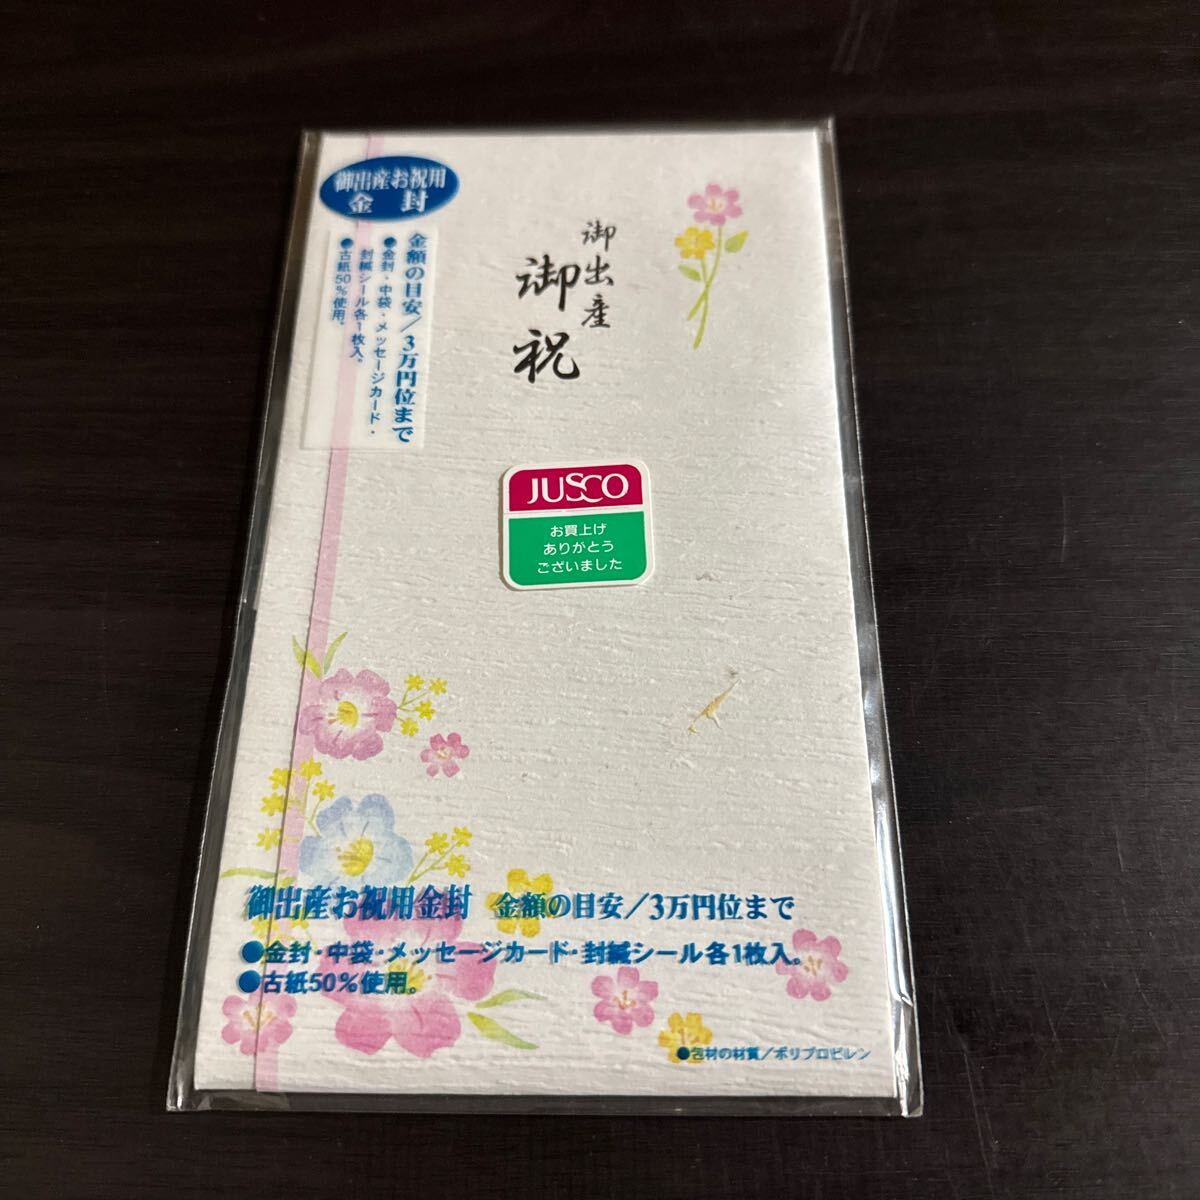 御出産お祝用
金封
金額の目安/3万円位まで
●金封・中袋・メッセージカード・
封緘シール各1枚入。
●古紙50%使用。
御出産
御祝
JUSCO
お買上げ
ありがとう
ございました
御出産お祝用金封 金額の目安/3万円位まで
●金封・中袋・メッセージカード・封緘シール各1枚入。
●古紙50%使用。
●包材の材質/ポリプロピレン